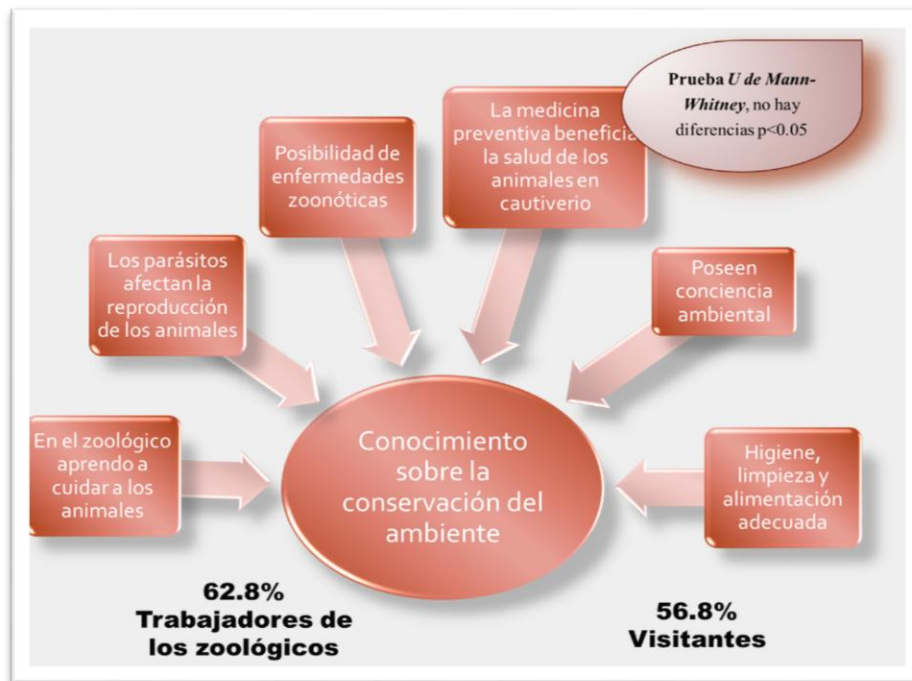 Prueba U de Mann-
Whitney, no hay
diferencias p<0.05
La medicina
preventiva beneficia
la salud de los
animales en
cautiverio
Posibilidad de
enfermedades
zoonóticas
Los parásitos
afectan la
reproducción
de los animales
Poseen
conciencia
ambiental
En el zoológico
aprendo a
cuidar a los
animales
Conocimiento
sobre la
conservación del
ambiente
Higiene,
limpieza y
alimentación
adecuada
62.8%
Trabajadores de
los zoológicos
56.8%
Visitantes